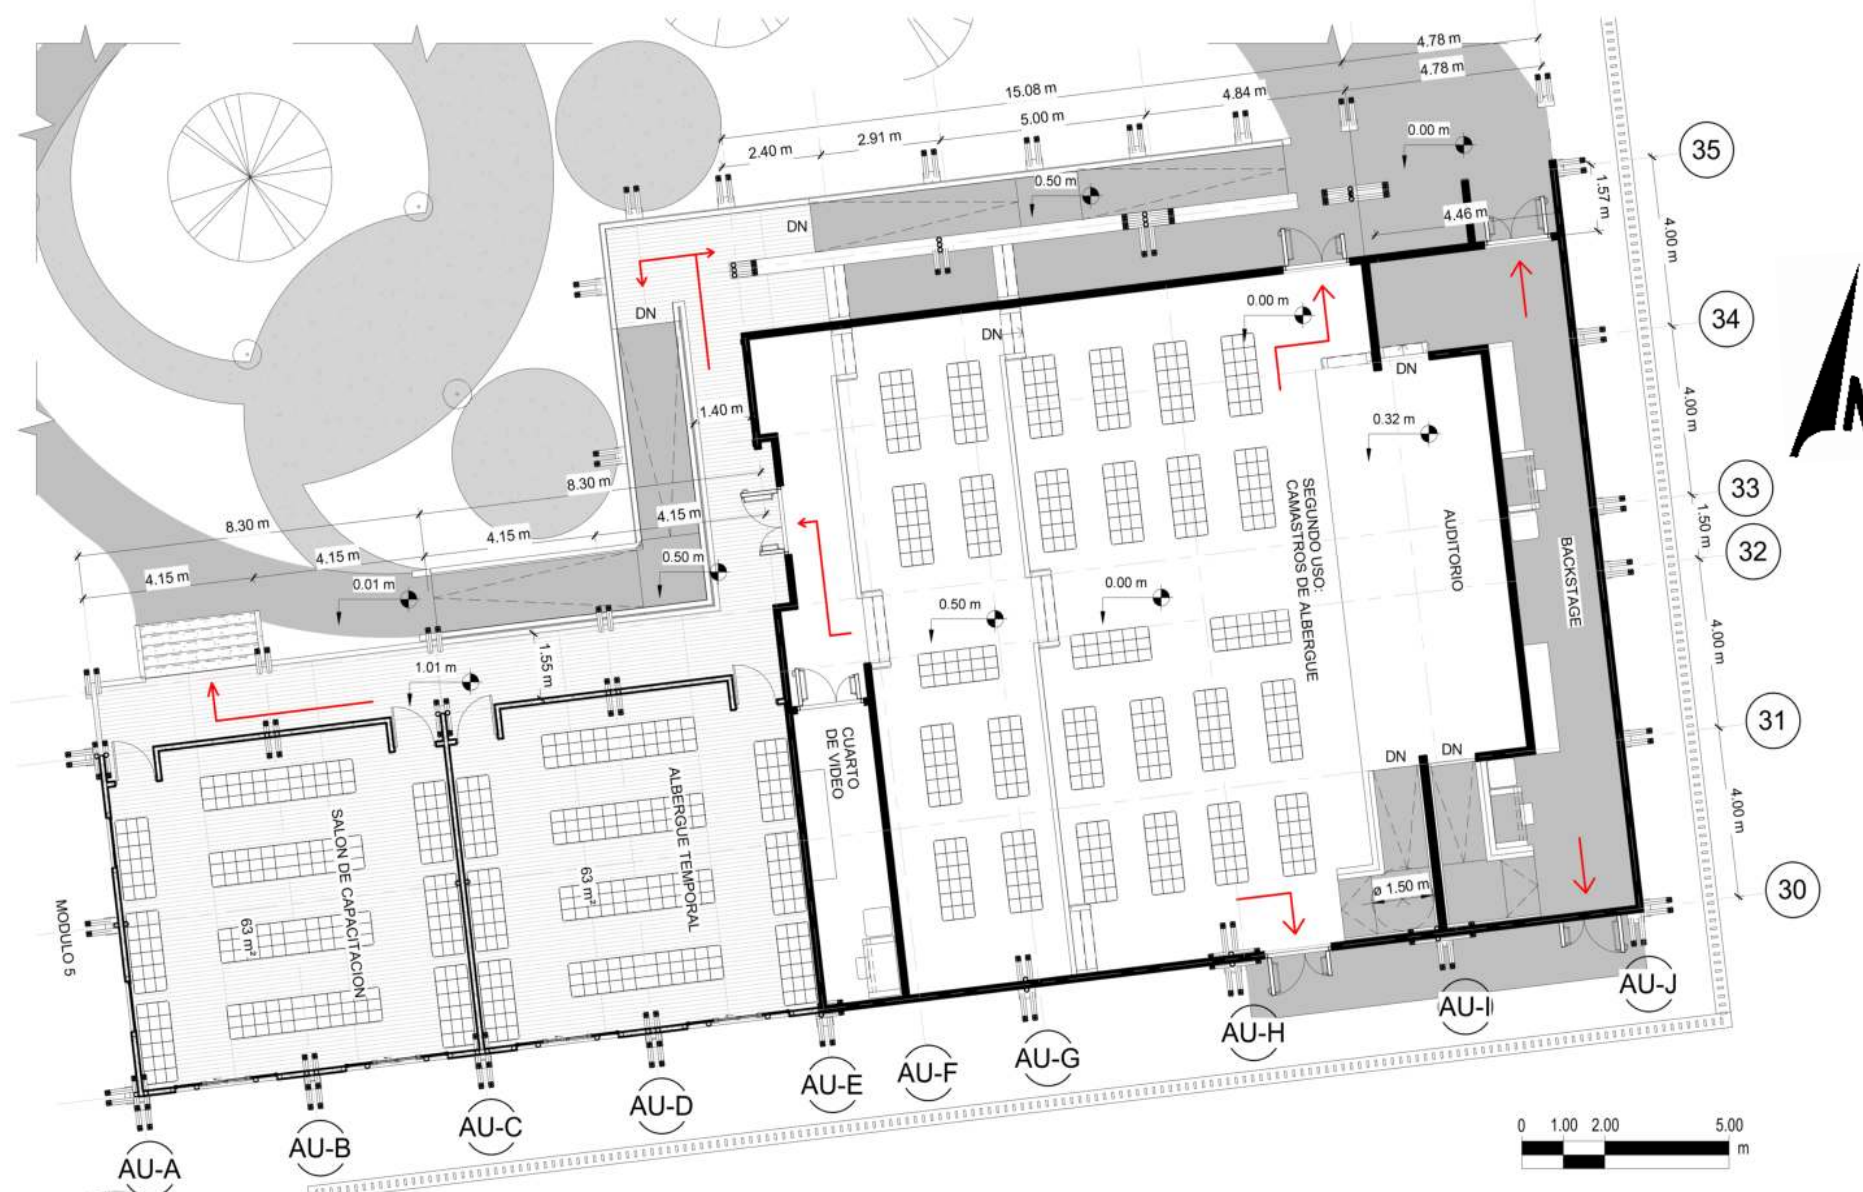 4.78 m
4.78 m
15.08 m
4.84 m
5.00 m
2.91 m
2.40 m
0.00 m
35
1.57 m
0.50 m
DN
4.46 m
4.00 m
DN
0.00 m
34
DN
DN
1.40 m
0.32 m
4.00 m
8.30 m
33
8.30 m
4.15 m
4.15 m
4.15 m
4.15 m
1.50 m
32
0.01 m
0.50 m
SEGUNDO USO:
CAMASTROS DE ALBERGUE
AUDITORIO
BACKSTAGE
0.50 m
0.00 m
4.00 m
1.55 m
1.01 m
31
CUARTO
DE VIDEO
DN
DN
4.00 m
SALON DE CAPACITACION
63 m²
ALBERGUE TEMPORAL
63 m²
ø 1.50 m
30
MODULO 5
AU-J
AU-I
AU-H
AU-G
AU-F
AU-E
AU-D
AU-C
AU-B
AU-A
0 1.00 2.00 5.00
m
N